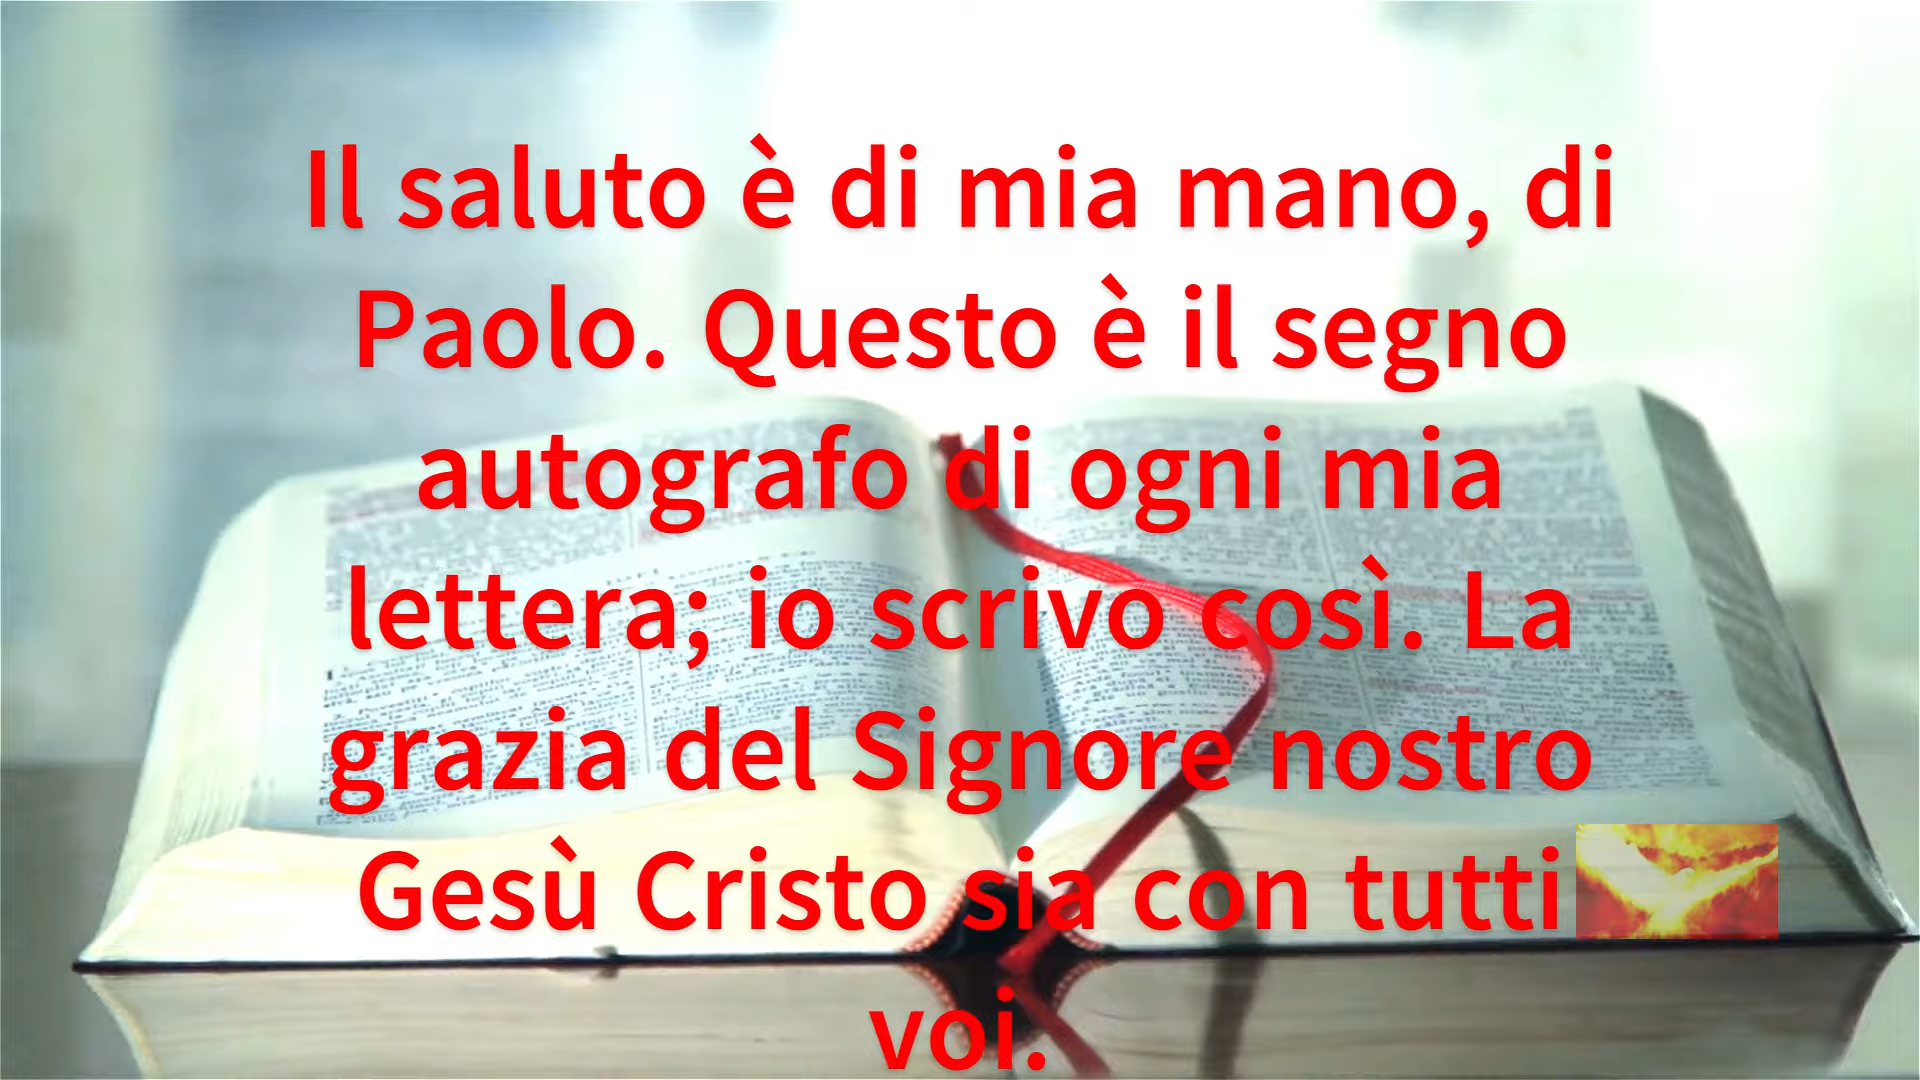 Il saluto è di mia mano, di
Paolo. Questo è il segno
autografo di ogni mia
lettera; io scrivo così. La
grazia del Signore nostro
Gesù Cristo sia con tutti
voi.